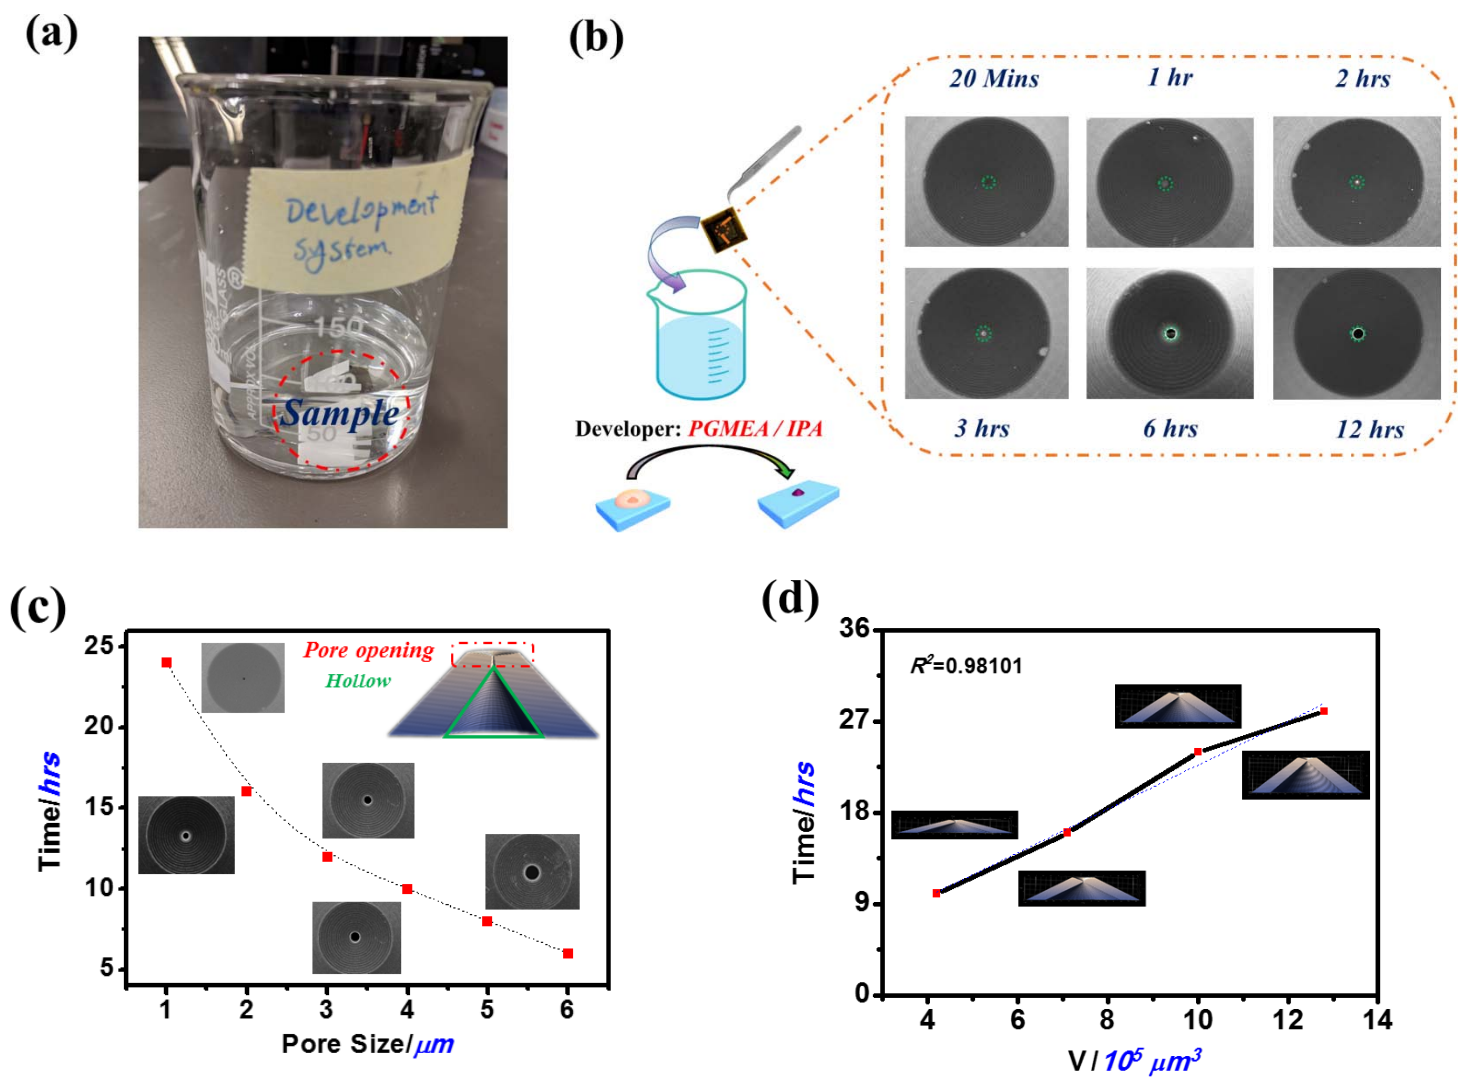 (a)
Development
system.
150
APPROX VOL
Sample
50
(b)
20 Mins 1 hr 2 hrs
3 hrs 6 hrs 12 hrs
Developer: PGMEA / IPA
(c)
Pore opening
Hollow
25
20
15
10
5
Time/hrs
1 2 3 4 5 6
Pore Size/μm
(d)
R²=0.98101
36
27
18
9
0
Time/hrs
4 6 8 10 12 14
V / 10⁵ μm³